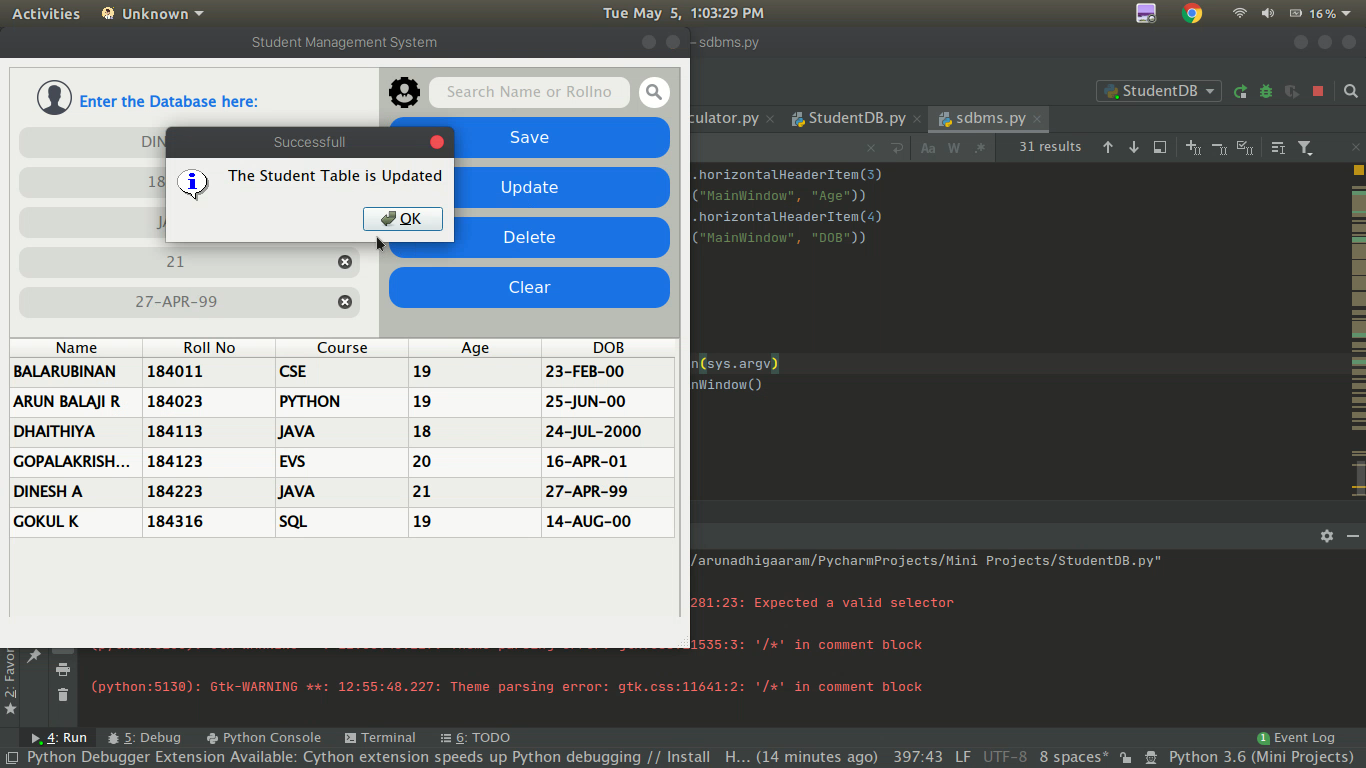 Activities
Unknown
Tue May 5, 1:03:29 PM
16%
Student Management System
– sdbms.py
Enter the Database here:
Search Name or Rollno
StudentDB
culator.py
StudentDB.py
sdbms.py
DIN
Successfull
Save
Aa
W
.*
31 results
18
The Student Table is Updated
Update
.horizontalHeaderItem(3)
("MainWindow", "Age"))
OK
.horizontalHeaderItem(4)
Delete
("MainWindow", "DOB"))
21
27-APR-99
Clear
Name Roll No Course Age DOB
BALARUBINAN 184011 CSE 19 23-FEB-00
ARUN BALAJI R 184023 PYTHON 19 25-JUN-00
DHAITHIYA 184113 JAVA 18 24-JUL-2000
GOPALAKRISH... 184123 EVS 20 16-APR-01
DINESH A 184223 JAVA 21 27-APR-99
GOKUL K 184316 SQL 19 14-AUG-00
n(sys.argv)
nWindow()
/arunadhigaaram/PycharmProjects/Mini Projects/StudentDB.py"
281:23: Expected a valid selector
1535:3: '/*' in comment block
(python:5130): Gtk-WARNING **: 12:55:48.227: Theme parsing error: gtk.css:11641:2: '/*' in comment block
2: Favor
4: Run
5: Debug
Python Console
Terminal
6: TODO
1 Event Log
Python Debugger Extension Available: Cython extension speeds up Python debugging // Install H... (14 minutes ago)
397:43
LF
UTF-8
8 spaces*
Python 3.6 (Mini Projects)